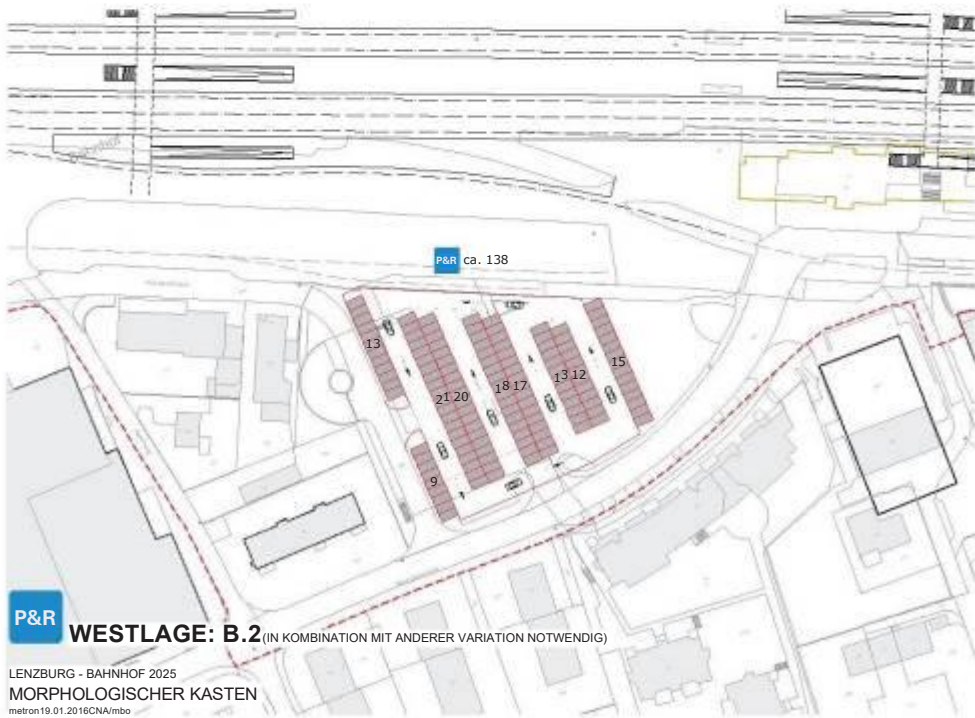 P&R ca. 138
13
21 20
18 17
13 12
15
9
P&R
WESTLAGE: B.2 (IN KOMBINATION MIT ANDERER VARIATION NOTWENDIG)
LENZBURG - BAHNHOF 2025
MORPHOLOGISCHER KASTEN
metron19.01.2016CNA/mbo